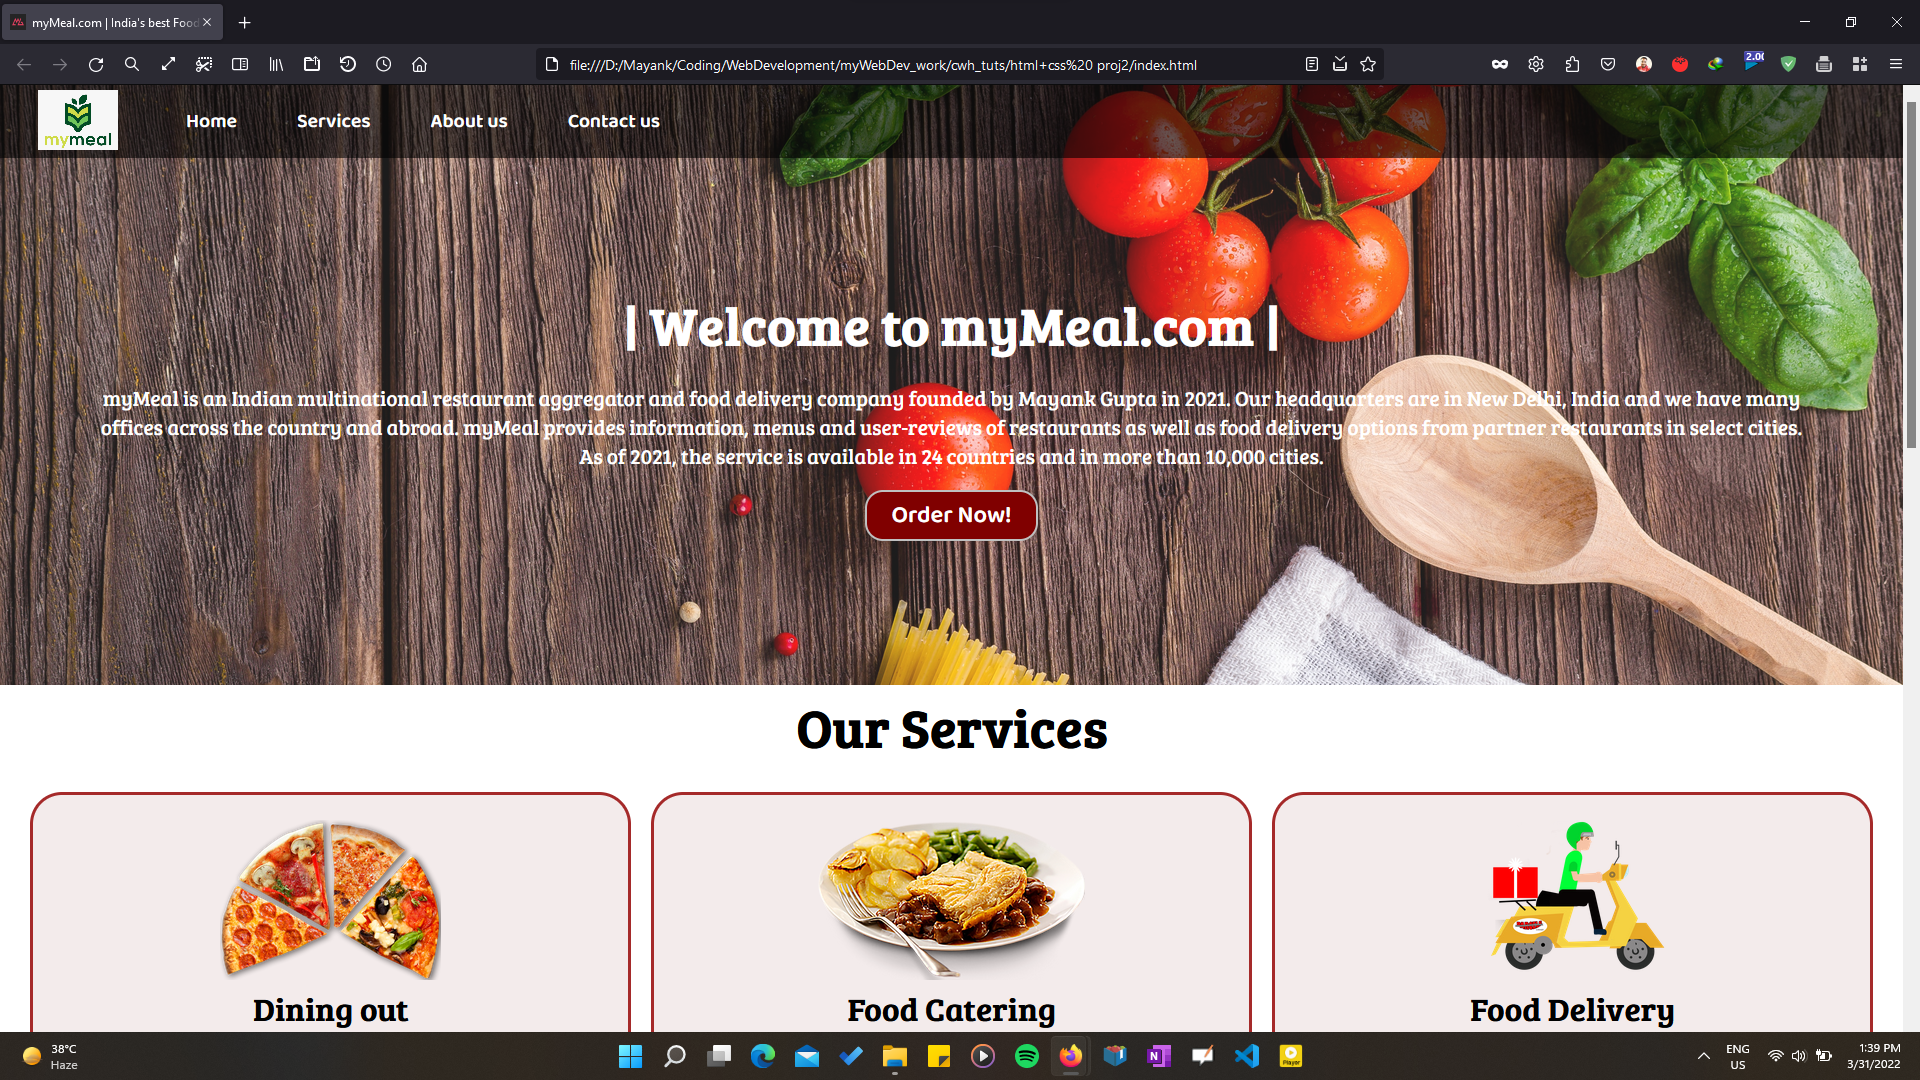 myMeal.com | India's best Food
file:///D:/Mayank/Coding/WebDevelopment/myWebDev_work/cwh_tuts/html+css%20 proj2/index.html
2.00
mymeal
Home
Services
About us
Contact us
| Welcome to myMeal.com |
myMeal is an Indian multinational restaurant aggregator and food delivery company founded by Mayank Gupta in 2021. Our headquarters are in New Delhi, India and we have many
offices across the country and abroad. myMeal provides information, menus and user-reviews of restaurants as well as food delivery options from partner restaurants in select cities.
As of 2021, the service is available in 24 countries and in more than 10,000 cities.
Order Now!
Our Services
Dining out
Food Catering
Food Delivery
38°C
Haze
N
Player
ENG
US
1:39 PM
3/31/2022